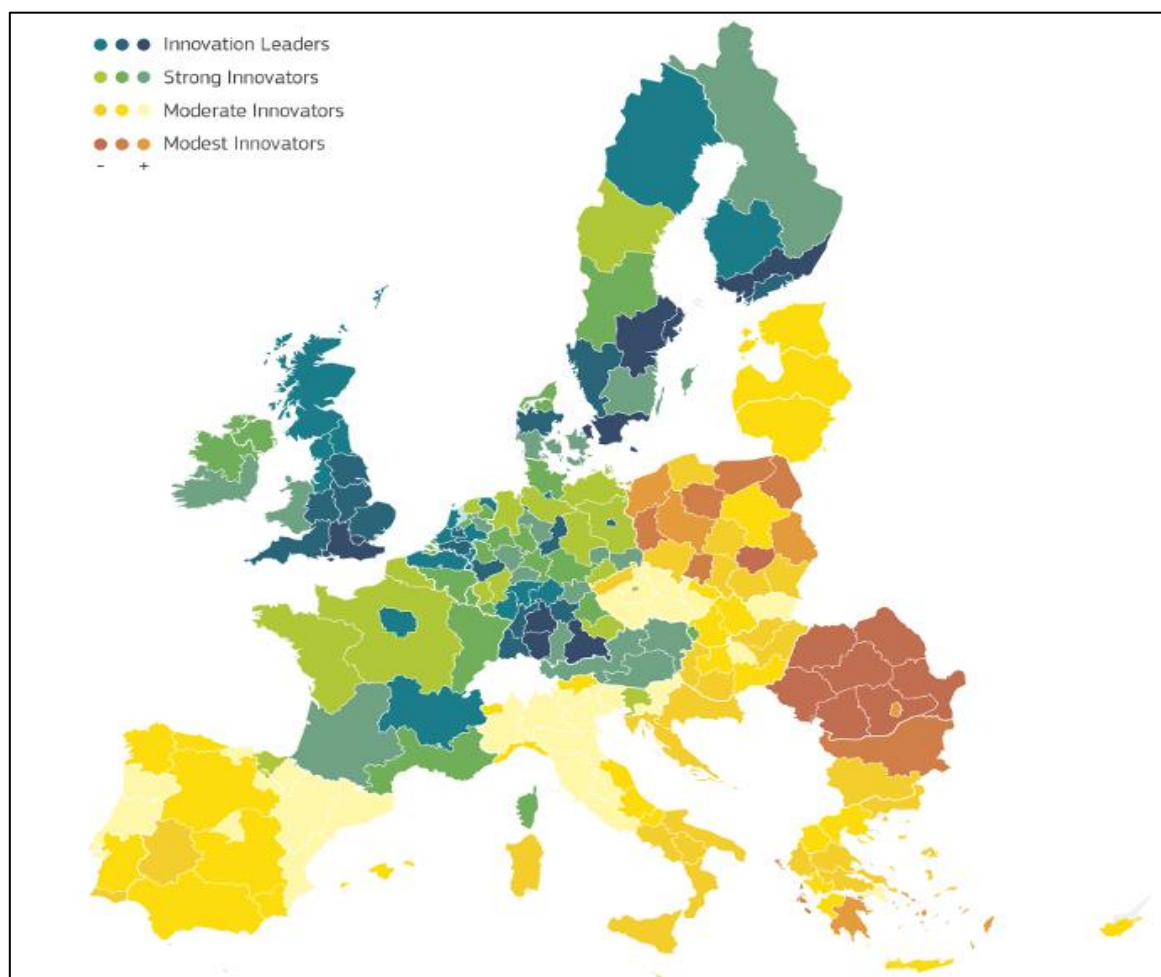 Innovation Leaders
Strong Innovators
Moderate Innovators
Modest Innovators
- +